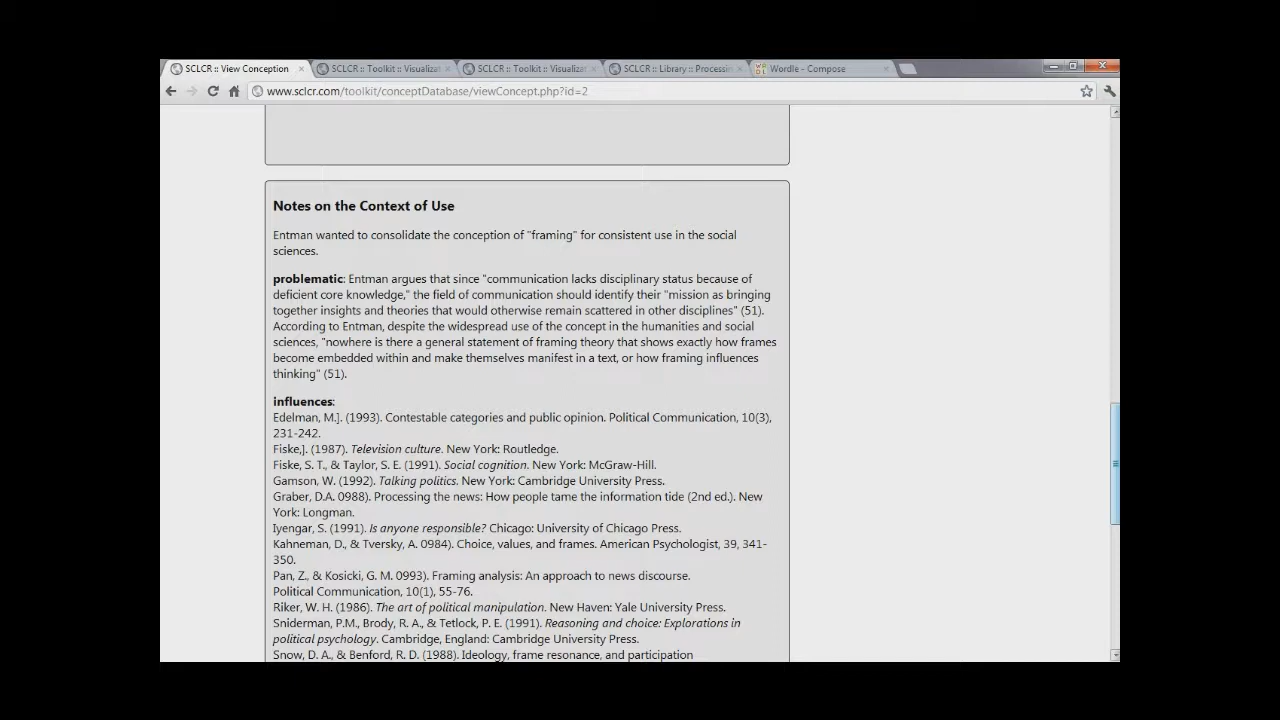 SCLCR :: View Conception
SCLCR :: Toolkit :: Visualizat
SCLCR :: Toolkit :: Visualizat
SCLCR :: Library :: Processin
Wordle - Compose
www.sclcr.com/toolkit/conceptDatabase/viewConcept.php?id=2
Notes on the Context of Use
Entman wanted to consolidate the conception of "framing" for consistent use in the social
sciences.
problematic: Entman argues that since "communication lacks disciplinary status because of
deficient core knowledge," the field of communication should identify their "mission as bringing
together insights and theories that would otherwise remain scattered in other disciplines" (51).
According to Entman, despite the widespread use of the concept in the humanities and social
sciences, "nowhere is there a general statement of framing theory that shows exactly how frames
become embedded within and make themselves manifest in a text, or how framing influences
thinking" (51).
influences:
Edelman, M.]. (1993). Contestable categories and public opinion. Political Communication, 10(3),
231-242.
Fiske,]. (1987). Television culture. New York: Routledge.
Fiske, S. T., & Taylor, S. E. (1991). Social cognition. New York: McGraw-Hill.
Gamson, W. (1992). Talking politics. New York: Cambridge University Press.
Graber, D.A. 0988). Processing the news: How people tame the information tide (2nd ed.). New
York: Longman.
Iyengar, S. (1991). Is anyone responsible? Chicago: University of Chicago Press.
Kahneman, D., & Tversky, A. 0984). Choice, values, and frames. American Psychologist, 39, 341-
350.
Pan, Z., & Kosicki, G. M. 0993). Framing analysis: An approach to news discourse.
Political Communication, 10(1), 55-76.
Riker, W. H. (1986). The art of political manipulation. New Haven: Yale University Press.
Sniderman, P.M., Brody, R. A., & Tetlock, P. E. (1991). Reasoning and choice: Explorations in
political psychology. Cambridge, England: Cambridge University Press.
Snow, D. A., & Benford, R. D. (1988). Ideology, frame resonance, and participation